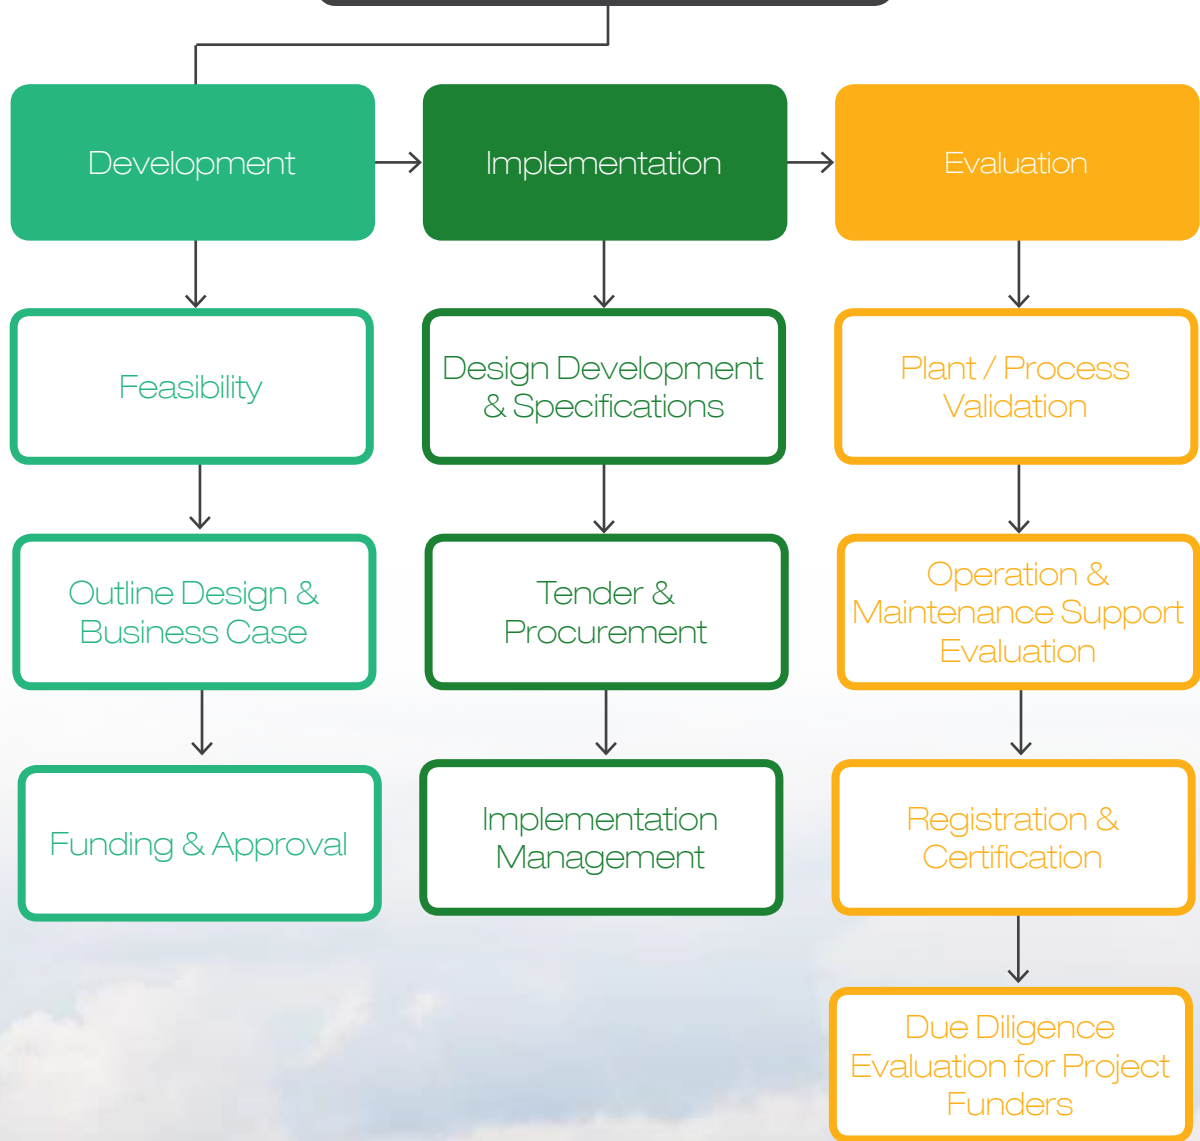 Development
Implementation
Evaluation
Feasibility
Design Development
& Specifications
Plant / Process
Validation
Outline Design &
Business Case
Tender &
Procurement
Operation &
Maintenance Support
Evaluation
Funding & Approval
Implementation
Management
Registration &
Certification
Due Diligence
Evaluation for Project
Funders